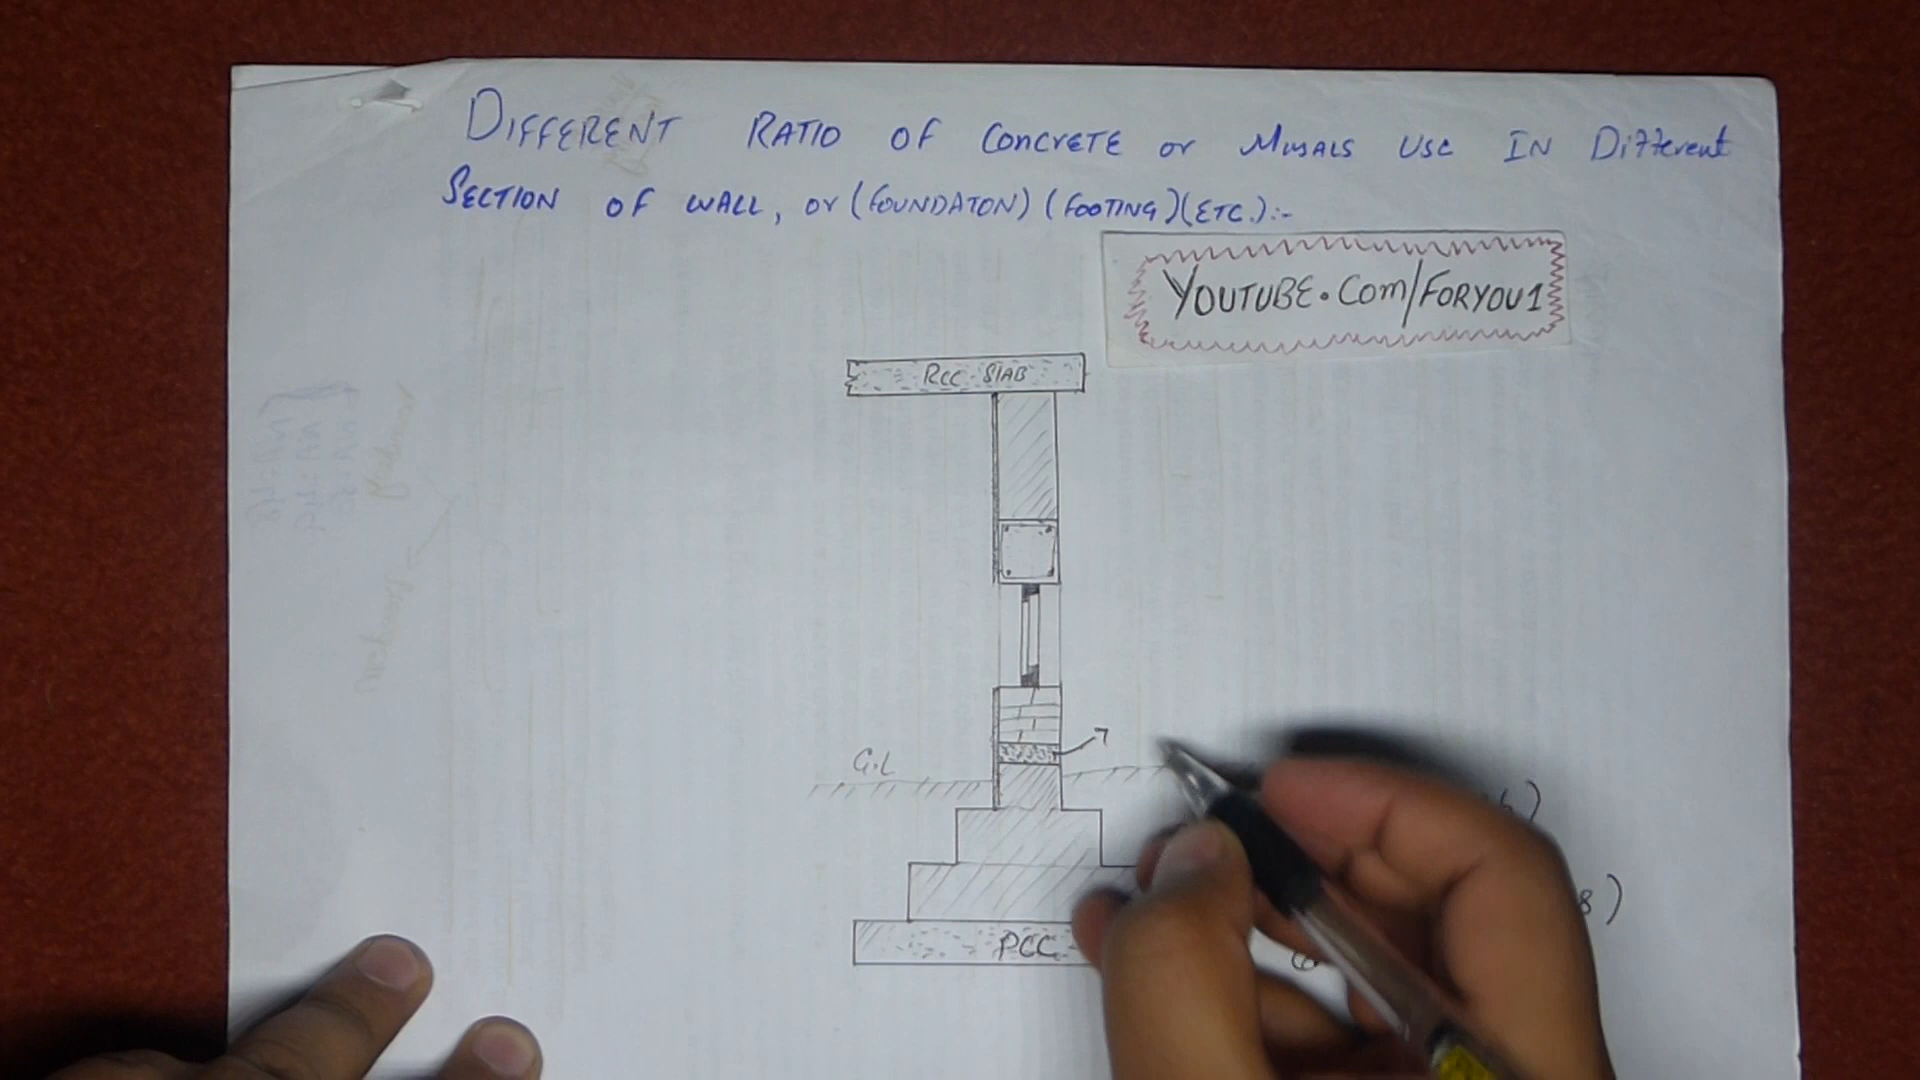 DIFFERENT RATIO OF CONCRETE or MUSALS USE IN Different
SECTION OF WALL, or (FOUNDATON) (FOOTING)(ETC.):-
YOUTUBE.Com/FORYOU1
RCC SLAB
G.L
8)
PCC